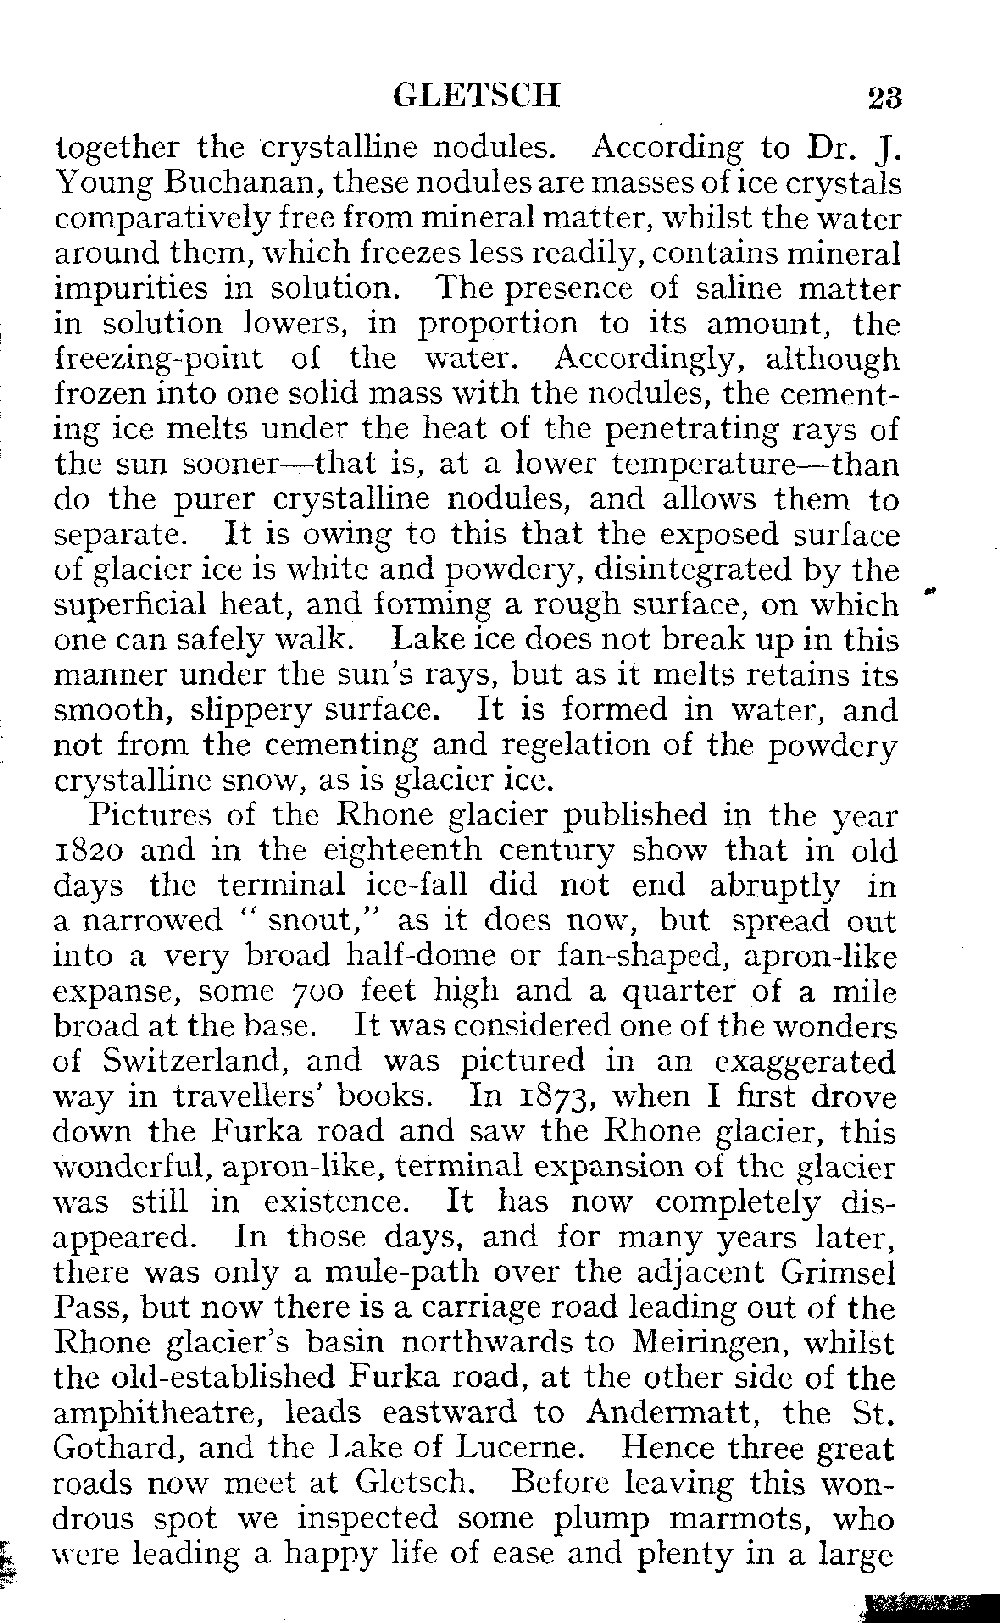 GLETSCH 23
together the crystalline nodules. According to Dr. J.
Young Buchanan, these nodules are masses of ice crystals
comparatively free from mineral matter, whilst the water
around them, which freezes less readily, contains mineral
impurities in solution. The presence of saline matter
in solution lowers, in proportion to its amount, the
freezing-point of the water. Accordingly, although
frozen into one solid mass with the nodules, the cement-
ing ice melts under the heat of the penetrating rays of
the sun sooner—that is, at a lower temperature—than
do the purer crystalline nodules, and allows them to
separate. It is owing to this that the exposed surface
of glacier ice is white and powdery, disintegrated by the
superficial heat, and forming a rough surface, on which
one can safely walk. Lake ice does not break up in this
manner under the sun's rays, but as it melts retains its
smooth, slippery surface. It is formed in water, and
not from the cementing and regelation of the powdery
crystalline snow, as is glacier ice.
Pictures of the Rhone glacier published in the year
1820 and in the eighteenth century show that in old
days the terminal ice-fall did not end abruptly in
a narrowed " snout," as it does now, but spread out
into a very broad half-dome or fan-shaped, apron-like
expanse, some 700 feet high and a quarter of a mile
broad at the base. It was considered one of the wonders
of Switzerland, and was pictured in an exaggerated
way in travellers' books. In 1873, when I first drove
down the Furka road and saw the Rhone glacier, this
wonderful, apron-like, terminal expansion of the glacier
was still in existence. It has now completely dis-
appeared. In those days, and for many years later,
there was only a mule-path over the adjacent Grimsel
Pass, but now there is a carriage road leading out of the
Rhone glacier's basin northwards to Meiringen, whilst
the old-established Furka road, at the other side of the
amphitheatre, leads eastward to Andermatt, the St.
Gothard, and the Lake of Lucerne. Hence three great
roads now meet at Gletsch. Before leaving this won-
drous spot we inspected some plump marmots, who
were leading a happy life of ease and plenty in a large